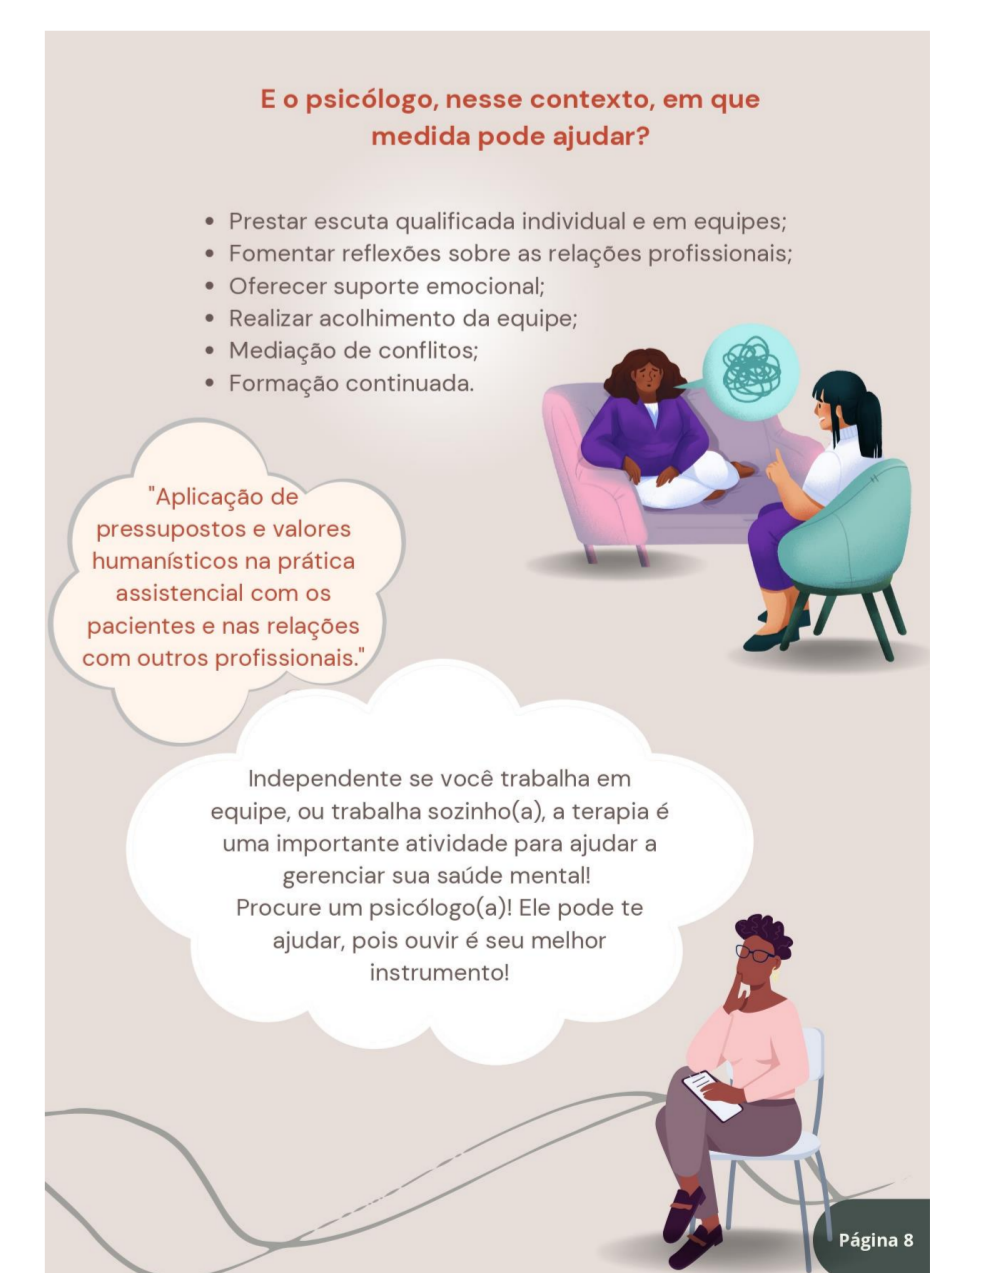 E o psicólogo, nesse contexto, em que
medida pode ajudar?
• Prestar escuta qualificada individual e em equipes;
• Fomentar reflexões sobre as relações profissionais;
• Oferecer suporte emocional;
• Realizar acolhimento da equipe;
• Mediação de conflitos;
• Formação continuada.
"Aplicação de
pressupostos e valores
humanísticos na prática
assistencial com os
pacientes e nas relações
com outros profissionais."
Independente se você trabalha em
equipe, ou trabalha sozinho(a), a terapia é
uma importante atividade para ajudar a
gerenciar sua saúde mental!
Procure um psicólogo(a)! Ele pode te
ajudar, pois ouvir é seu melhor
instrumento!
Página 8